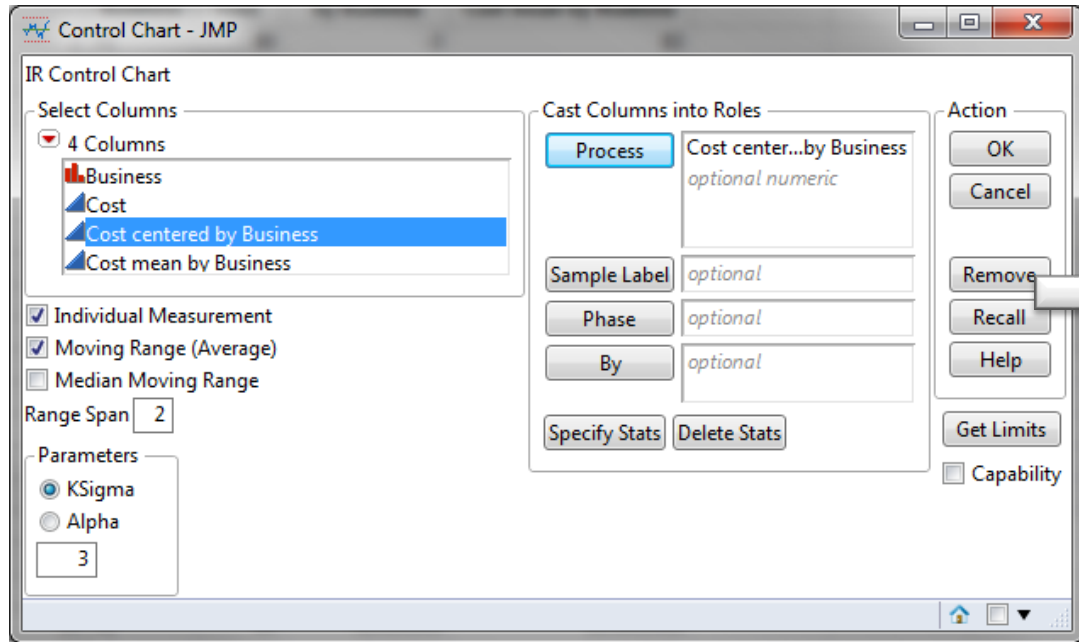 Control Chart - JMP
IR Control Chart
Select Columns
4 Columns
Business
Cost
Cost centered by Business
Cost mean by Business
Individual Measurement
Moving Range (Average)
Median Moving Range
Range Span 2
Parameters
KSigma
Alpha
3
Cast Columns into Roles
Process
Cost center...by Business
optional numeric
Sample Label optional
Phase optional
By optional
Specify Stats Delete Stats
Action
OK
Cancel
Remove
Recall
Help
Get Limits
Capability